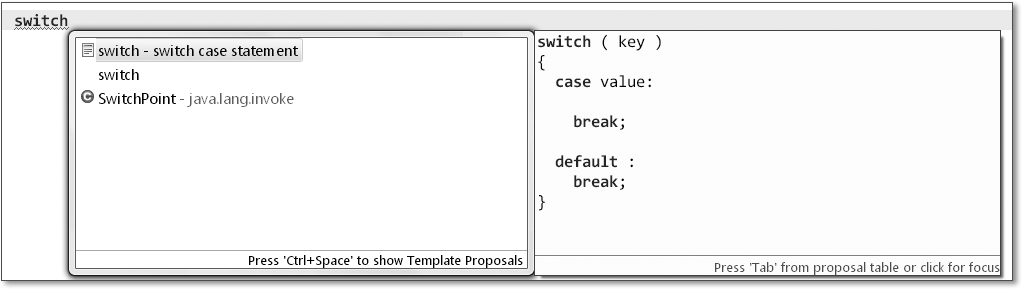 switch
switch - switch case statement
switch
SwitchPoint - java.lang.invoke
Press 'Ctrl+Space' to show Template Proposals
switch ( key )
{
case value:
break;
default :
break;
}
Press 'Tab' from proposal table or click for focus